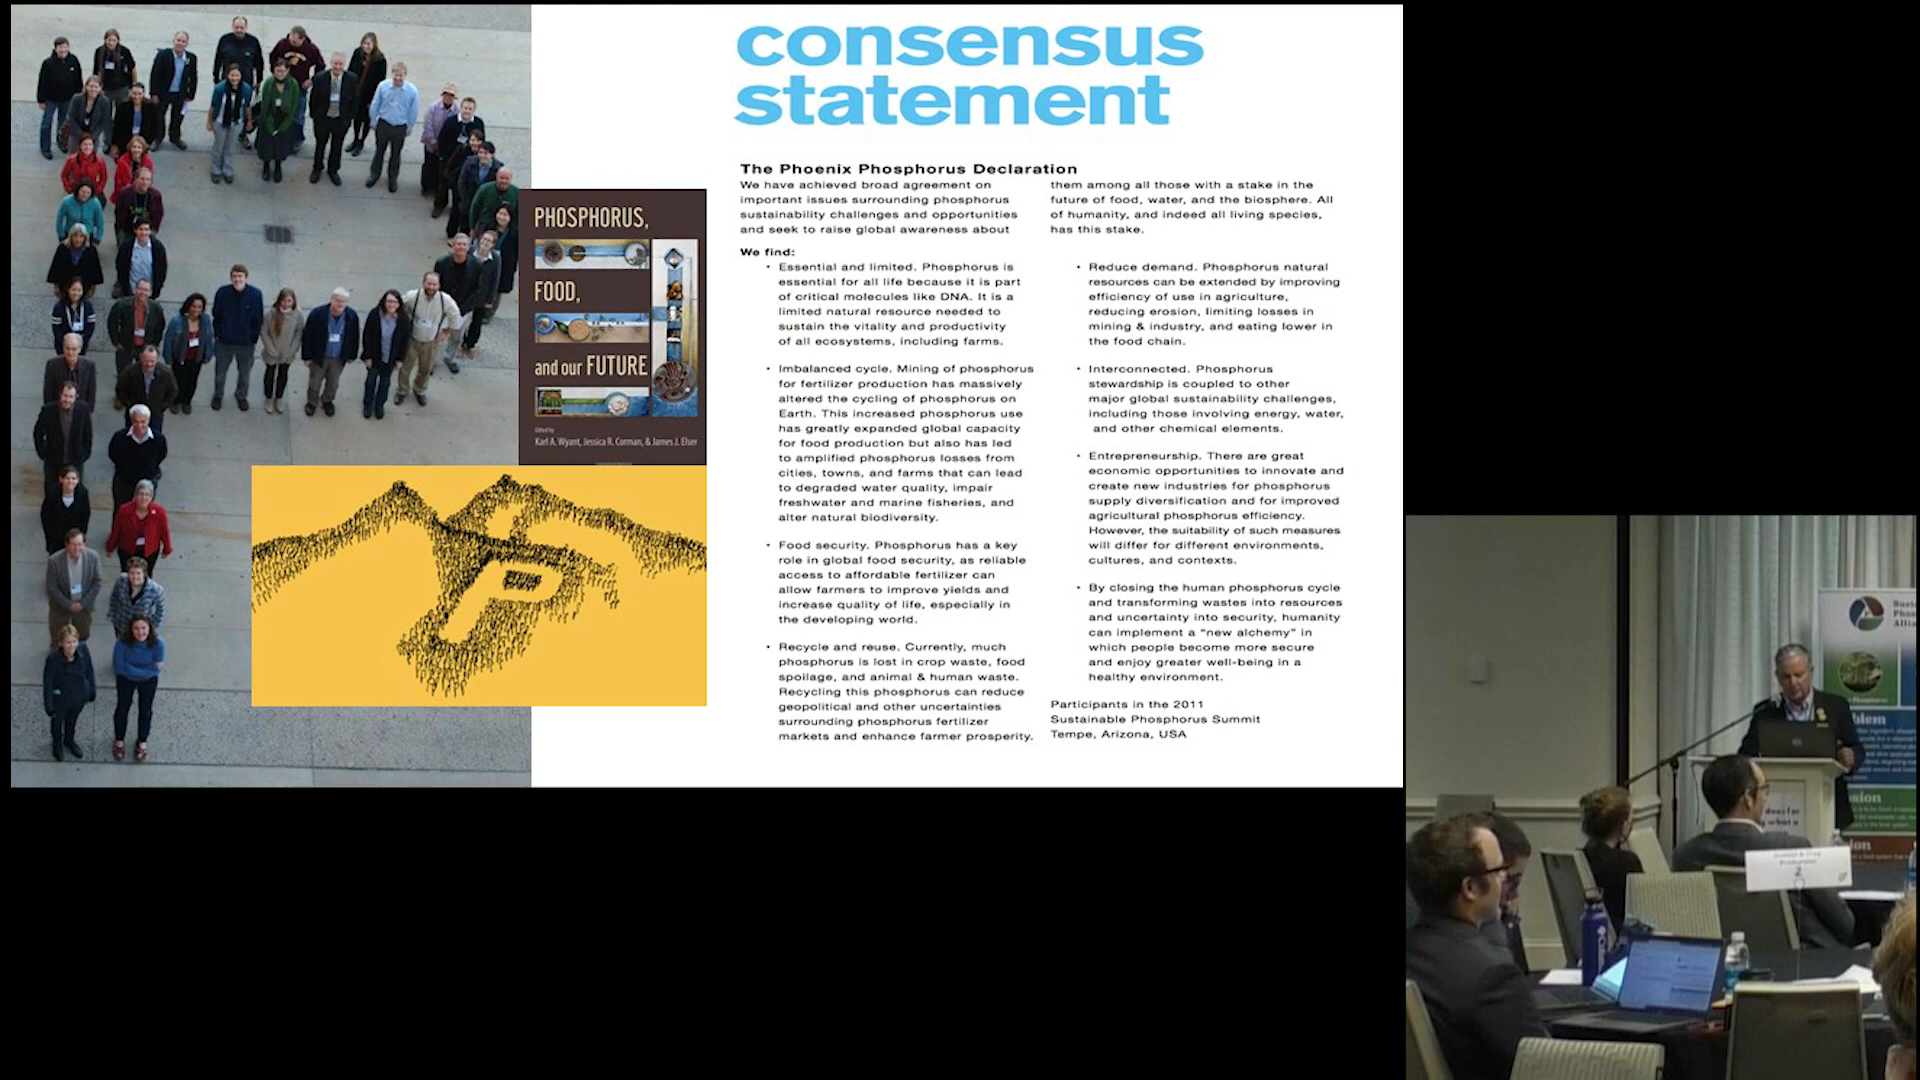 consensus
statement
The Phoenix Phosphorus Declaration
We have achieved broad agreement on
important issues surrounding phosphorus
sustainability challenges and opportunities
and seek to raise global awareness about
them among all those with a stake in the
future of food, water, and the biosphere. All
of humanity, and indeed all living species,
has this stake.
We find:
• Essential and limited. Phosphorus is
essential for all life because it is part
of critical molecules like DNA. It is a
limited natural resource needed to
sustain the vitality and productivity
of all ecosystems, including farms.
• Imbalanced cycle. Mining of phosphorus
for fertilizer production has massively
altered the cycling of phosphorus on
Earth. This increased phosphorus use
has greatly expanded global capacity
for food production but also has led
to amplified phosphorus losses from
cities, towns, and farms that can lead
to degraded water quality, impair
freshwater and marine fisheries, and
alter natural biodiversity.
• Food security. Phosphorus has a key
role in global food security, as reliable
access to affordable fertilizer can
allow farmers to improve yields and
increase quality of life, especially in
the developing world.
• Recycle and reuse. Currently, much
phosphorus is lost in crop waste, food
spoilage, and animal & human waste.
Recycling this phosphorus can reduce
geopolitical and other uncertainties
surrounding phosphorus fertilizer
markets and enhance farmer prosperity.
• Reduce demand. Phosphorus natural
resources can be extended by improving
efficiency of use in agriculture,
reducing erosion, limiting losses in
mining & industry, and eating lower in
the food chain.
• Interconnected. Phosphorus
stewardship is coupled to other
major global sustainability challenges,
including those involving energy, water,
and other chemical elements.
• Entrepreneurship. There are great
economic opportunities to innovate and
create new industries for phosphorus
supply diversification and for improved
agricultural phosphorus efficiency.
However, the suitability of such measures
will differ for different environments,
cultures, and contexts.
• By closing the human phosphorus cycle
and transforming wastes into resources
and uncertainty into security, humanity
can implement a “new alchemy” in
which people become more secure
and enjoy greater well-being in a
healthy environment.
Participants in the 2011
Sustainable Phosphorus Summit
Tempe, Arizona, USA
PHOSPHORUS,
FOOD,
and our FUTURE
Edited by
Karl A. Wyant, Jessica R. Corman, & James J. Elser
P
2